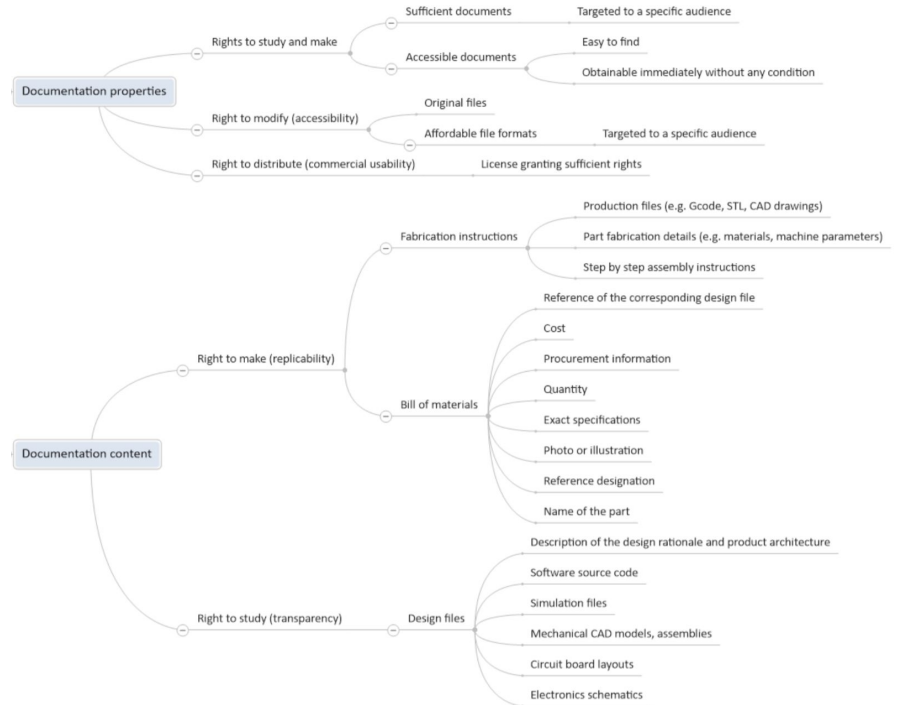 Documentation properties
Rights to study and make
Sufficient documents
Targeted to a specific audience
Accessible documents
Easy to find
Obtainable immediately without any condition
Right to modify (accessibility)
Original files
Affordable file formats
Targeted to a specific audience
Right to distribute (commercial usability)
License granting sufficient rights
Documentation content
Right to make (replicability)
Fabrication instructions
Production files (e.g. Gcode, STL, CAD drawings)
Part fabrication details (e.g. materials, machine parameters)
Step by step assembly instructions
Bill of materials
Reference of the corresponding design file
Cost
Procurement information
Quantity
Exact specifications
Photo or illustration
Reference designation
Name of the part
Right to study (transparency)
Design files
Description of the design rationale and product architecture
Software source code
Simulation files
Mechanical CAD models, assemblies
Circuit board layouts
Electronics schematics